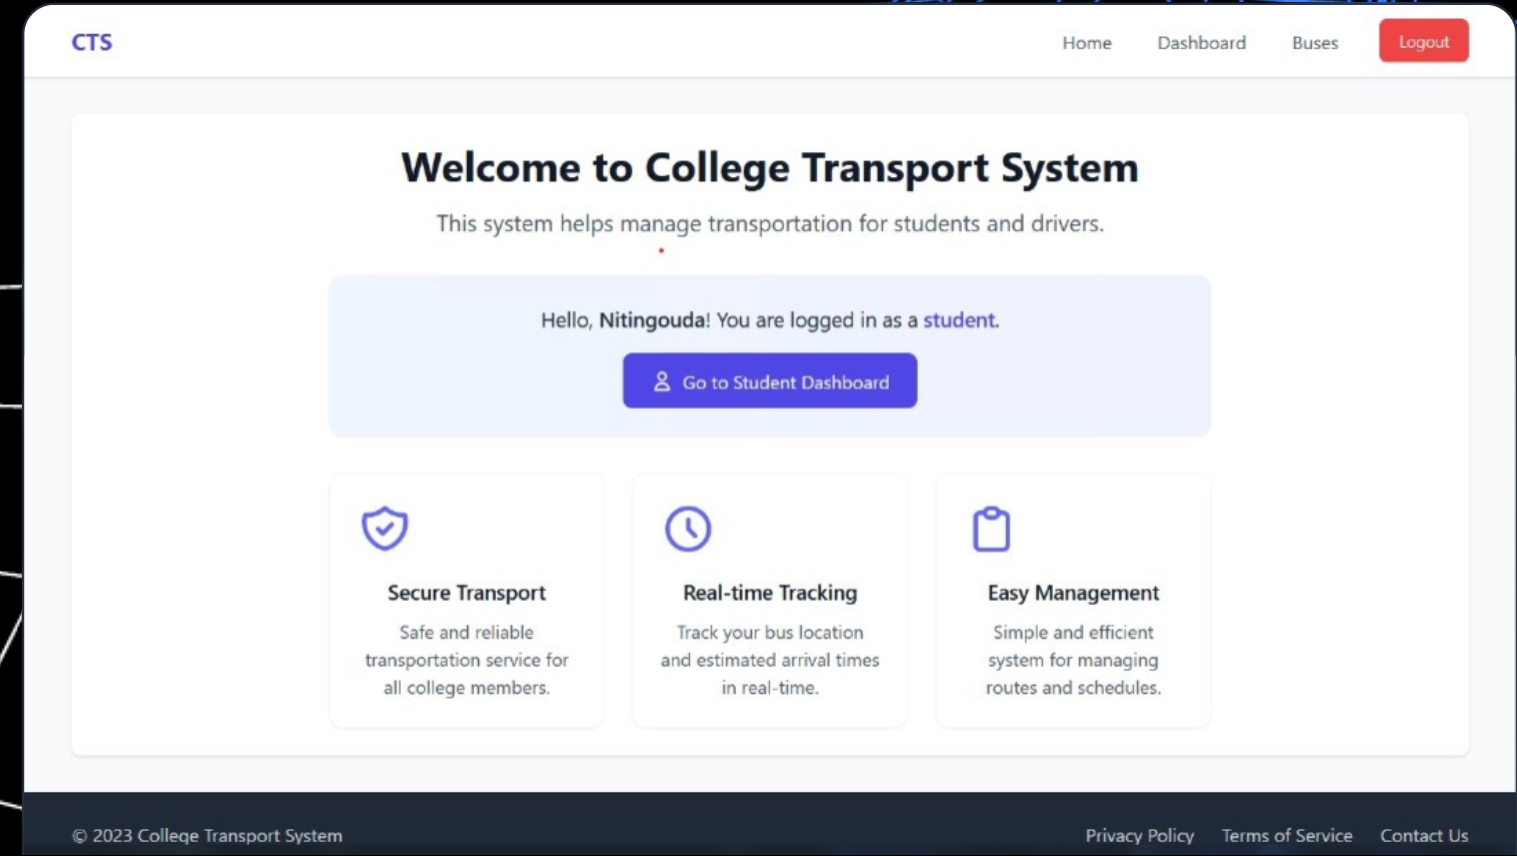 CTS
Home
Dashboard
Buses
Logout
Welcome to College Transport System
This system helps manage transportation for students and drivers.
Hello, Nitingouda! You are logged in as a student.
Go to Student Dashboard
Secure Transport
Safe and reliable
transportation service for
all college members.
Real-time Tracking
Track your bus location
and estimated arrival times
in real-time.
Easy Management
Simple and efficient
system for managing
routes and schedules.
© 2023 College Transport System
Privacy Policy
Terms of Service
Contact Us